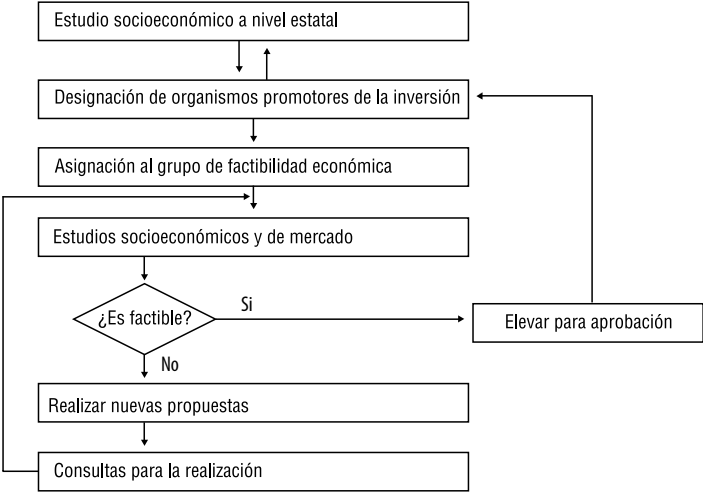 Estudio socioeconómico a nivel estatal
Designación de organismos promotores de la inversión
Asignación al grupo de factibilidad económica
Estudios socioeconómicos y de mercado
¿Es factible?
Si
Elevar para aprobación
No
Realizar nuevas propuestas
Consultas para la realización